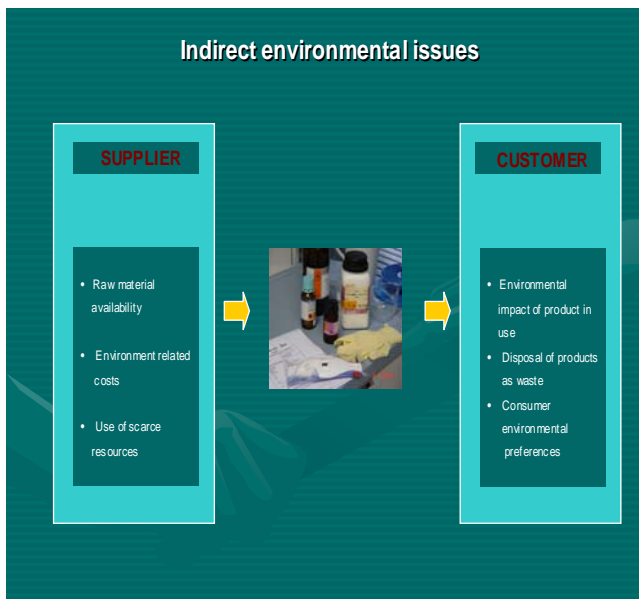 Indirect environmental issues
SUPPLIER
• Raw material
availability
• Environment related
costs
• Use of scarce
resources
CUSTOMER
• Environmental
impact of product in
use
• Disposal of products
as waste
• Consumer
environmental
preferences